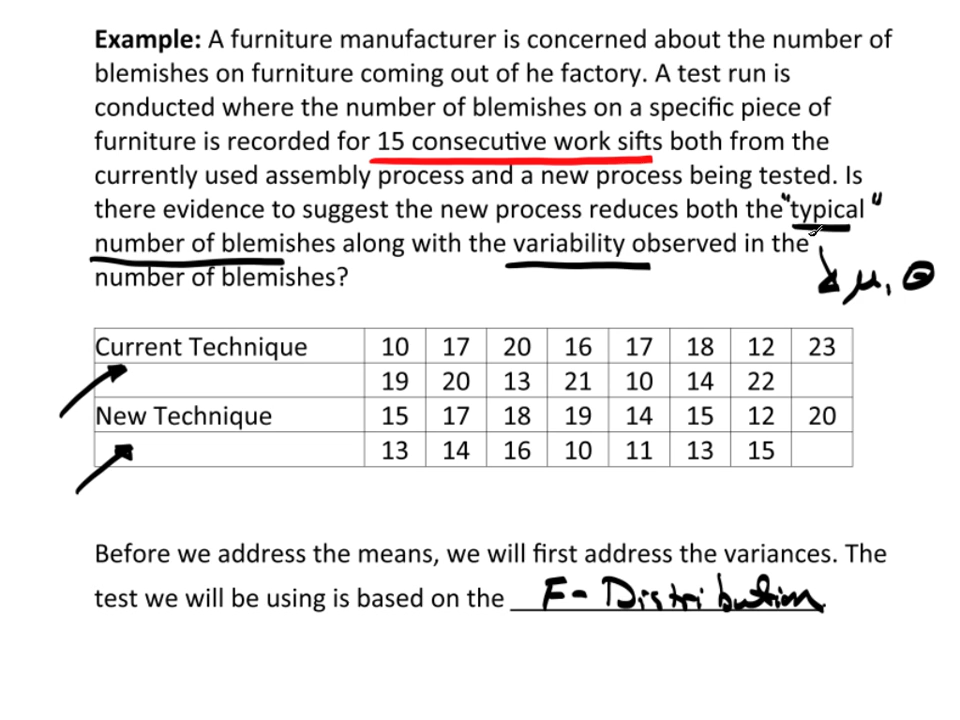 Example: A furniture manufacturer is concerned about the number of
blemishes on furniture coming out of he factory. A test run is
conducted where the number of blemishes on a specific piece of
furniture is recorded for 15 consecutive work sifts both from the
currently used assembly process and a new process being tested. Is
there evidence to suggest the new process reduces both the "typical"
number of blemishes along with the variability observed in the
number of blemishes?
μ, Θ
Current Technique 10 17 20 16 17 18 12 23
19 20 13 21 10 14 22
New Technique 15 17 18 19 14 15 12 20
13 14 16 10 11 13 15
Before we address the means, we will first address the variances. The
test we will be using is based on the F-Distribution.